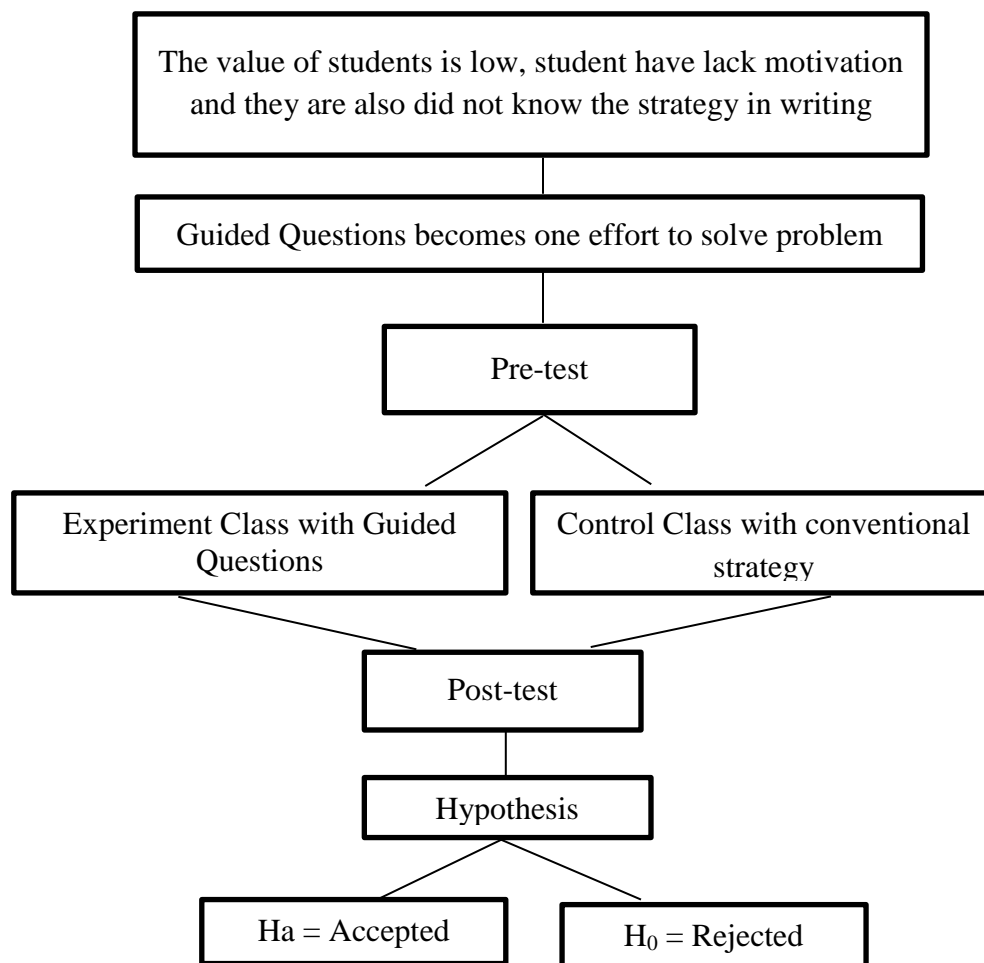 The value of students is low, student have lack motivation
and they are also did not know the strategy in writing
Guided Questions becomes one effort to solve problem
Pre-test
Experiment Class with Guided
Questions
Control Class with conventional
strategy
Post-test
Hypothesis
Ha = Accepted
H₀ = Rejected